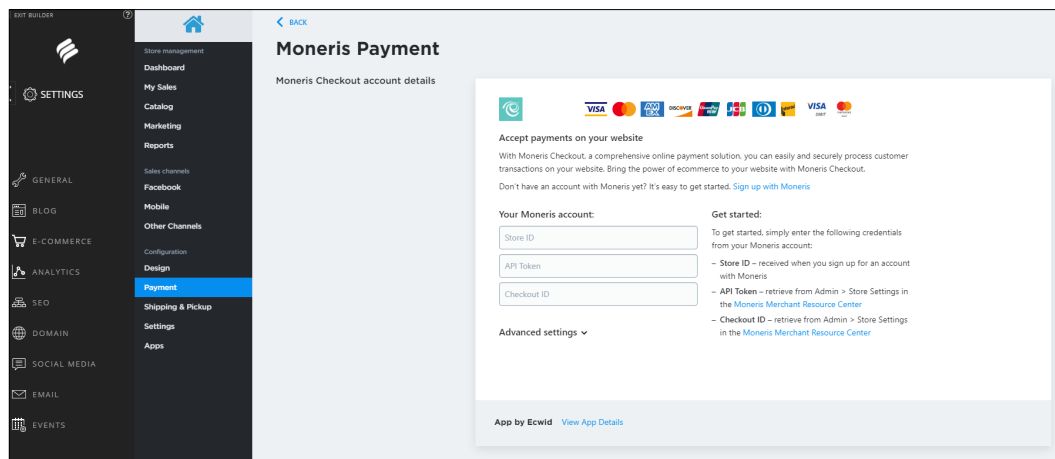 EXIT BUILDER
SETTINGS
GENERAL
BLOG
E-COMMERCE
ANALYTICS
SEO
DOMAIN
SOCIAL MEDIA
EMAIL
EVENTS
Store management
Dashboard
My Sales
Catalog
Marketing
Reports
Sales channels
Facebook
Mobile
Other Channels
Configuration
Design
Payment
Shipping & Pickup
Settings
Apps
BACK
Moneris Payment
Moneris Checkout account details
VISA
AM EX
DISCOVER
JCB
VISA
DEBIT
Accept payments on your website
With Moneris Checkout, a comprehensive online payment solution, you can easily and securely process customer
transactions on your website. Bring the power of ecommerce to your website with Moneris Checkout.
Don't have an account with Moneris yet? It's easy to get started. Sign up with Moneris
Your Moneris account:
Store ID
API Token
Checkout ID
Advanced settings
Get started:
To get started, simply enter the following credentials
from your Moneris account:
– Store ID – received when you sign up for an account
with Moneris
– API Token – retrieve from Admin > Store Settings in
the Moneris Merchant Resource Center
– Checkout ID – retrieve from Admin > Store Settings
in the Moneris Merchant Resource Center
App by Ecwid View App Details